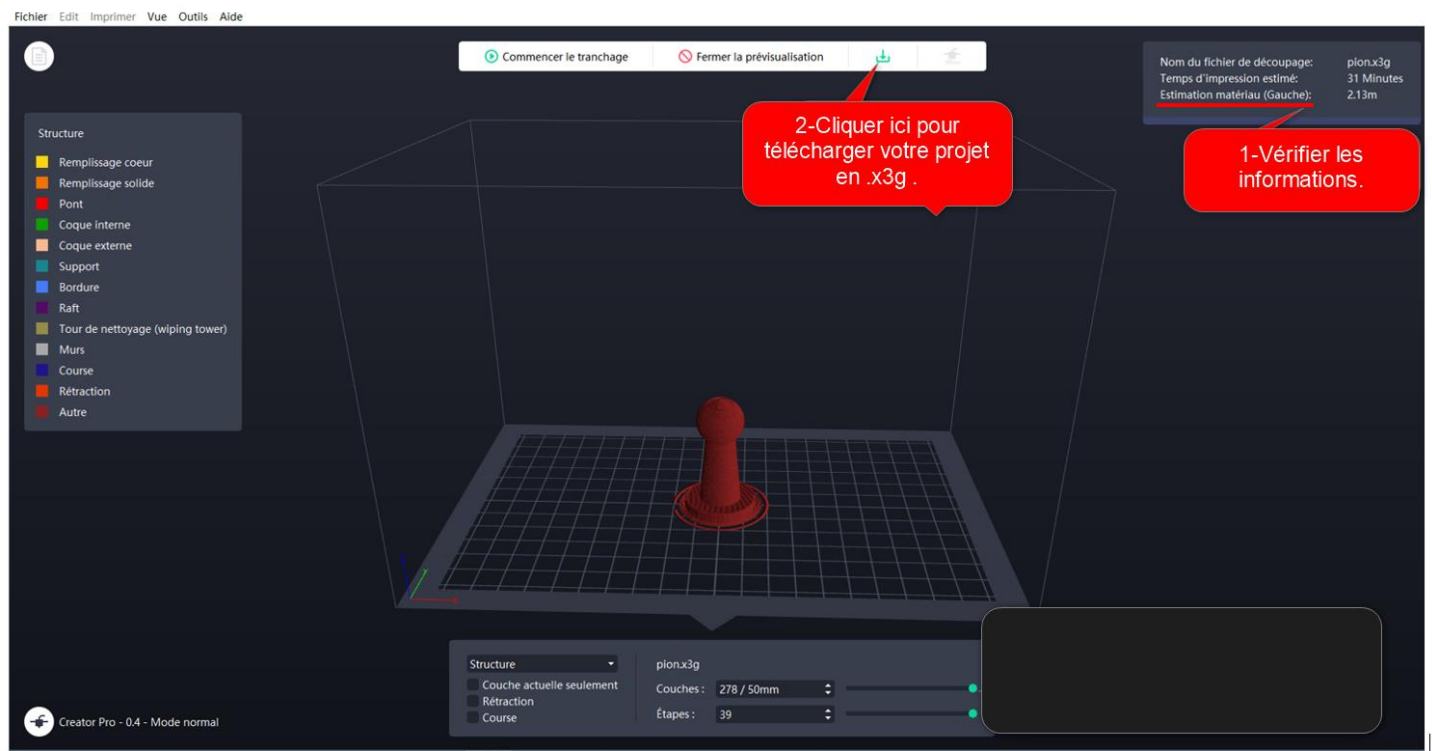 Fichier Edit Imprimer Vue Outils Aide
Commencer le tranchage
Fermer la prévisualisation
Nom du fichier de découpage: pion.x3g
Temps d'impression estimé: 31 Minutes
Estimation matériau (Gauche): 2.13m
2-Cliquer ici pour
télécharger votre projet
en .x3g .
1-Vérifier les
informations.
Structure
Remplissage coeur
Remplissage solide
Pont
Coque interne
Coque externe
Support
Bordure
Raft
Tour de nettoyage (wiping tower)
Murs
Course
Rétraction
Autre
Structure
Couche actuelle seulement
Rétraction
Course
pion.x3g
Couches : 278 / 50mm
Étapes : 39
Creator Pro - 0.4 - Mode normal